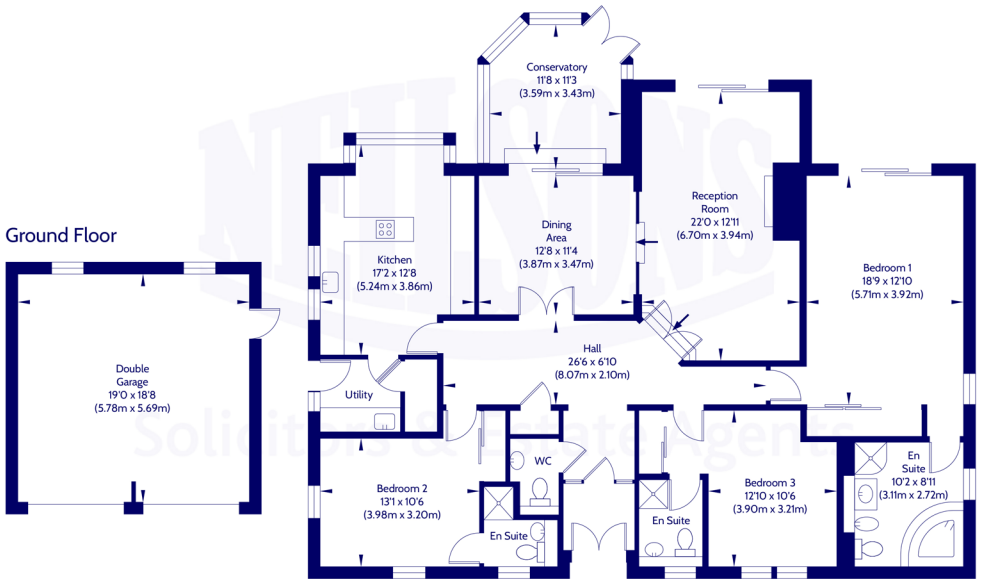 NEILSONS
Solicitors & Estate Agents
Ground Floor
Conservatory
11'8 x 11'3
(3.59m x 3.43m)
Reception
Room
22'0 x 12'11
(6.70m x 3.94m)
Dining
Area
12'8 x 11'4
(3.87m x 3.47m)
Kitchen
17'2 x 12'8
(5.24m x 3.86m)
Bedroom 1
18'9 x 12'10
(5.71m x 3.92m)
Hall
26'6 x 6'10
(8.07m x 2.10m)
Double
Garage
19'0 x 18'8
(5.78m x 5.69m)
Utility
WC
En
Suite
10'2 x 8'11
(3.11m x 2.72m)
Bedroom 2
13'1 x 10'6
(3.98m x 3.20m)
Bedroom 3
12'10 x 10'6
(3.90m x 3.21m)
En Suite
En Suite